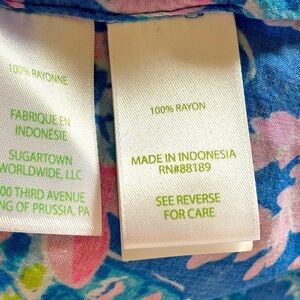 100% RAYONNE
FABRIQUE EN
INDONÉSIE
SUGARTOWN
WORLDWIDE, LLC
00 THIRD AVENUE
NG OF PRUSSIA, PA
100% RAYON
MADE IN INDONESIA
RN#88189
SEE REVERSE
FOR CARE